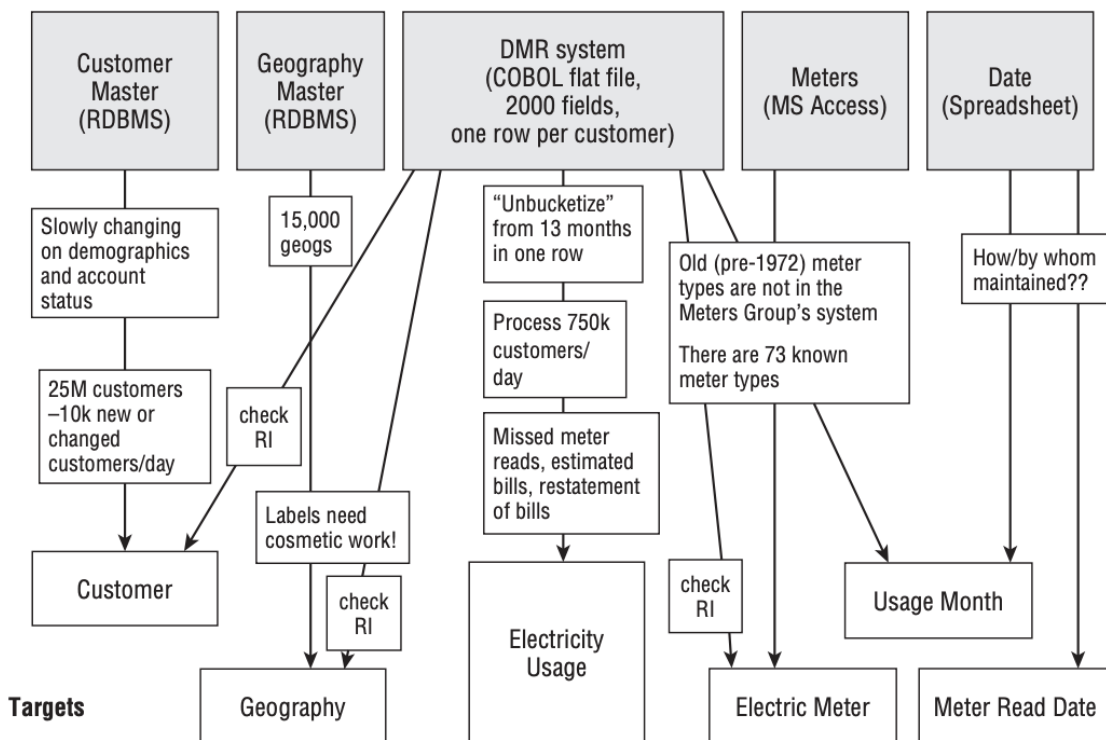 Customer
Master
(RDBMS)
Geography
Master
(RDBMS)
DMR system
(COBOL flat file,
2000 fields,
one row per customer)
Meters
(MS Access)
Date
(Spreadsheet)
Slowly changing
on demographics
and account
status
15,000
geogs
“Unbucketize”
from 13 months
in one row
Old (pre-1972) meter
types are not in the
Meters Group’s system
There are 73 known
meter types
How/by whom
maintained??
Process 750k
customers/
day
25M customers
–10k new or
changed
customers/day
check
RI
Missed meter
reads, estimated
bills, restatement
of bills
Labels need
cosmetic work!
check
RI
check
RI
Customer
Electricity
Usage
Usage Month
Targets
Geography
Electric Meter
Meter Read Date